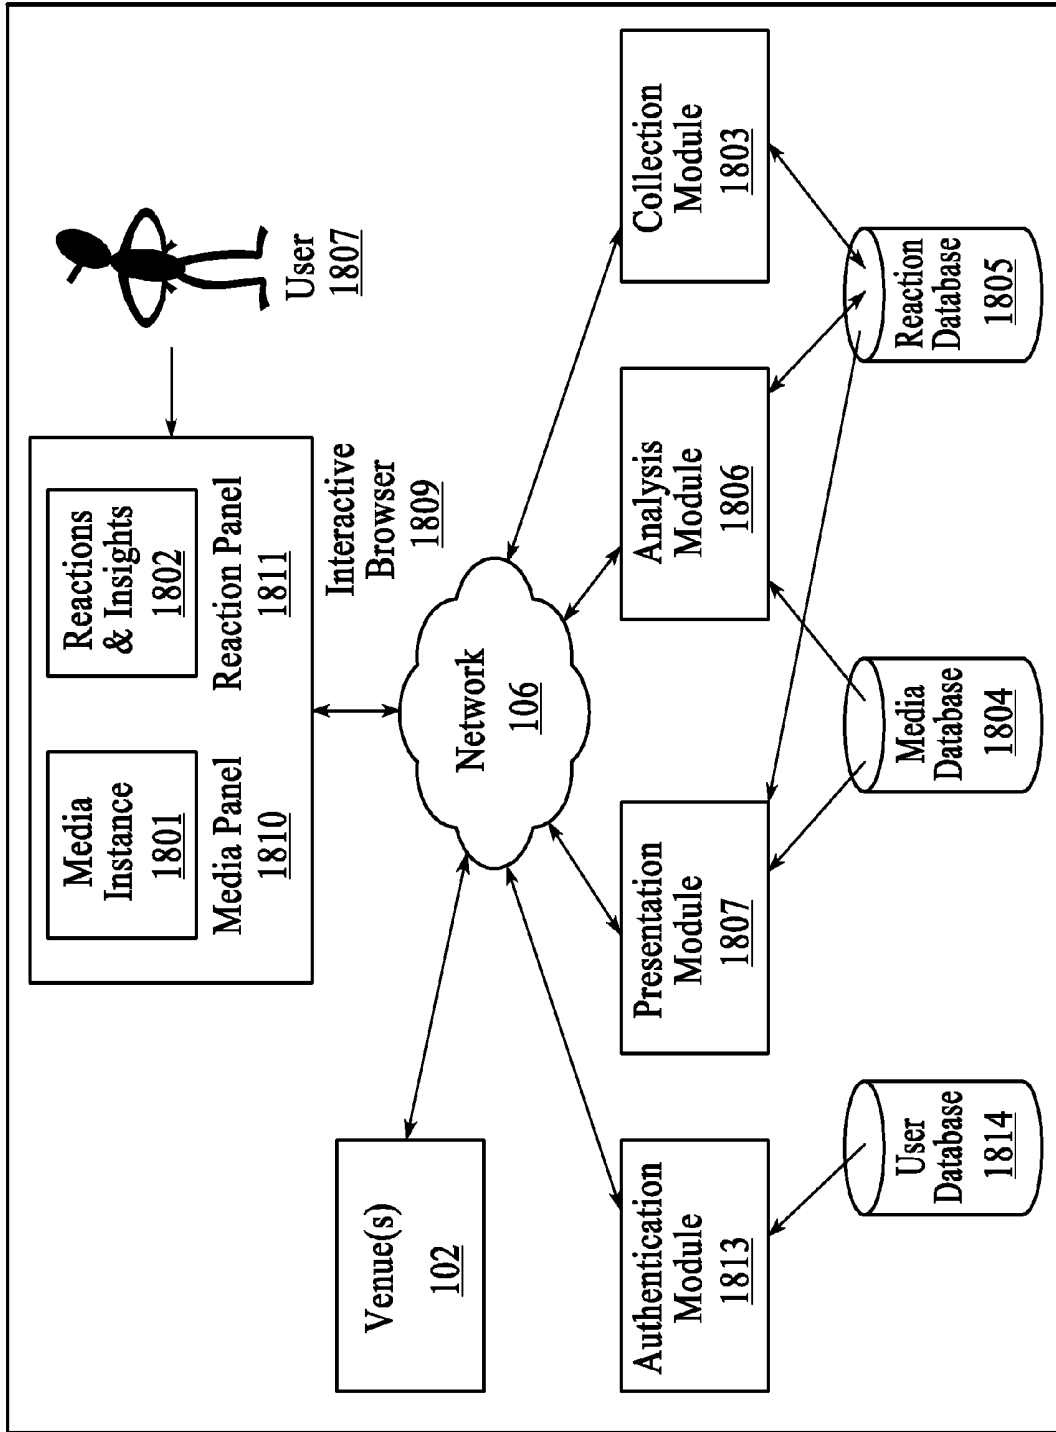 Media
Instance
1801
Media Panel
1810
Reactions
& Insights
1802
Reaction Panel
1811
User
1807
Interactive
Browser
1809
Venue(s)
102
Network
106
Authentication
Module
1813
Presentation
Module
1807
Analysis
Module
1806
Collection
Module
1803
User
Database
1814
Media
Database
1804
Reaction
Database
1805